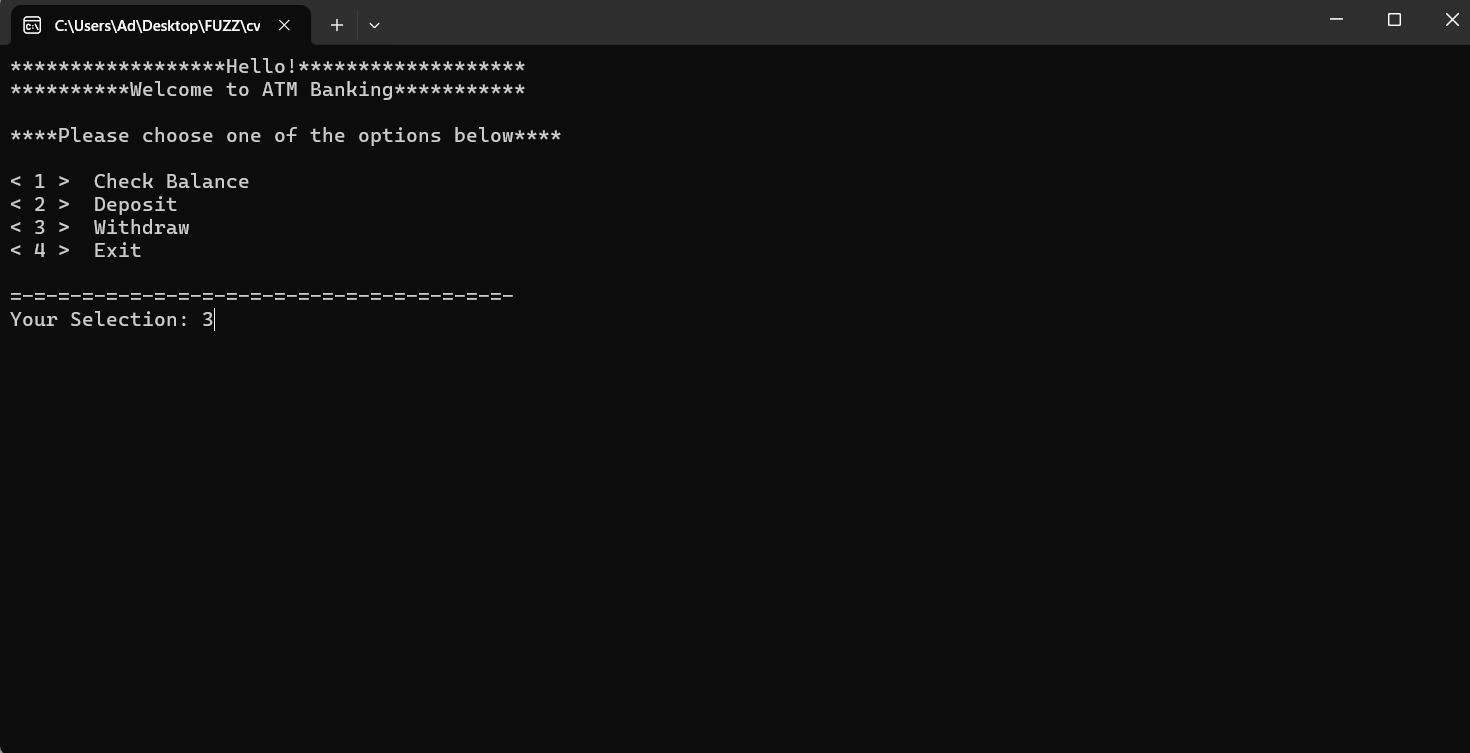 C:\Users\Ad\Desktop\FUZZ\cv
******************Hello!*******************
**********Welcome to ATM Banking***********
****Please choose one of the options below****
< 1 >  Check Balance
< 2 >  Deposit
< 3 >  Withdraw
< 4 >  Exit
=-=-=-=-=-=-=-=-=-=-=-=-=-=-=-=-=-=-=-=-=-
Your Selection: 3